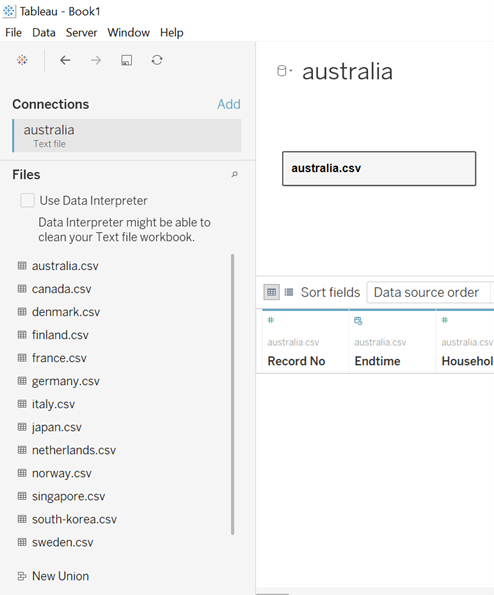 Tableau - Book1
File Data Server Window Help
Connections Add
australia
Text file
Files
Use Data Interpreter
Data Interpreter might be able to
clean your Text file workbook.
australia.csv
canada.csv
denmark.csv
finland.csv
france.csv
germany.csv
italy.csv
japan.csv
netherlands.csv
norway.csv
singapore.csv
south-korea.csv
sweden.csv
New Union
australia
australia.csv
Sort fields Data source order
australia.csv australia.csv australia.csv
Record No Endtime Househol